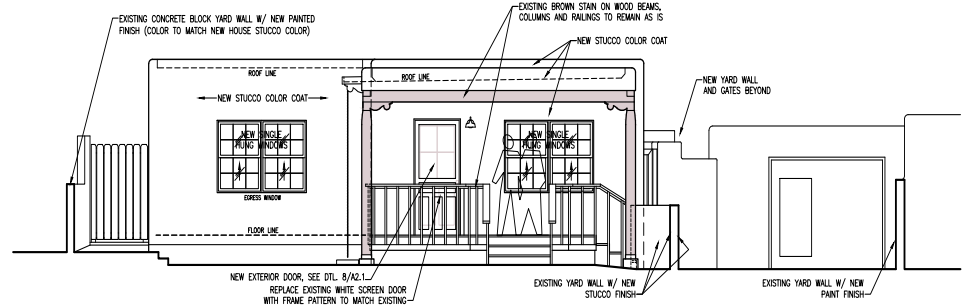 EXISTING CONCRETE BLOCK YARD WALL W/ NEW PAINTED
FINISH (COLOR TO MATCH NEW HOUSE STUCCO COLOR)
EXISTING BROWN STAIN ON WOOD BEAMS,
COLUMNS AND RAILINGS TO REMAIN AS IS
NEW STUCCO COLOR COAT
ROOF LINE
ROOF LINE
NEW YARD WALL
AND GATES BEYOND
NEW STUCCO COLOR COAT
NEW SINGLE
HUNG WINDOWS
NEW SINGLE
HUNG WINDOWS
EGRESS WINDOW
FLOOR LINE
NEW EXTERIOR DOOR, SEE DTL. 8/A2.1
REPLACE EXISTING WHITE SCREEN DOOR
WITH FRAME PATTERN TO MATCH EXISTING
EXISTING YARD WALL W/ NEW
STUCCO FINISH
EXISTING YARD WALL W/ NEW
PAINT FINISH